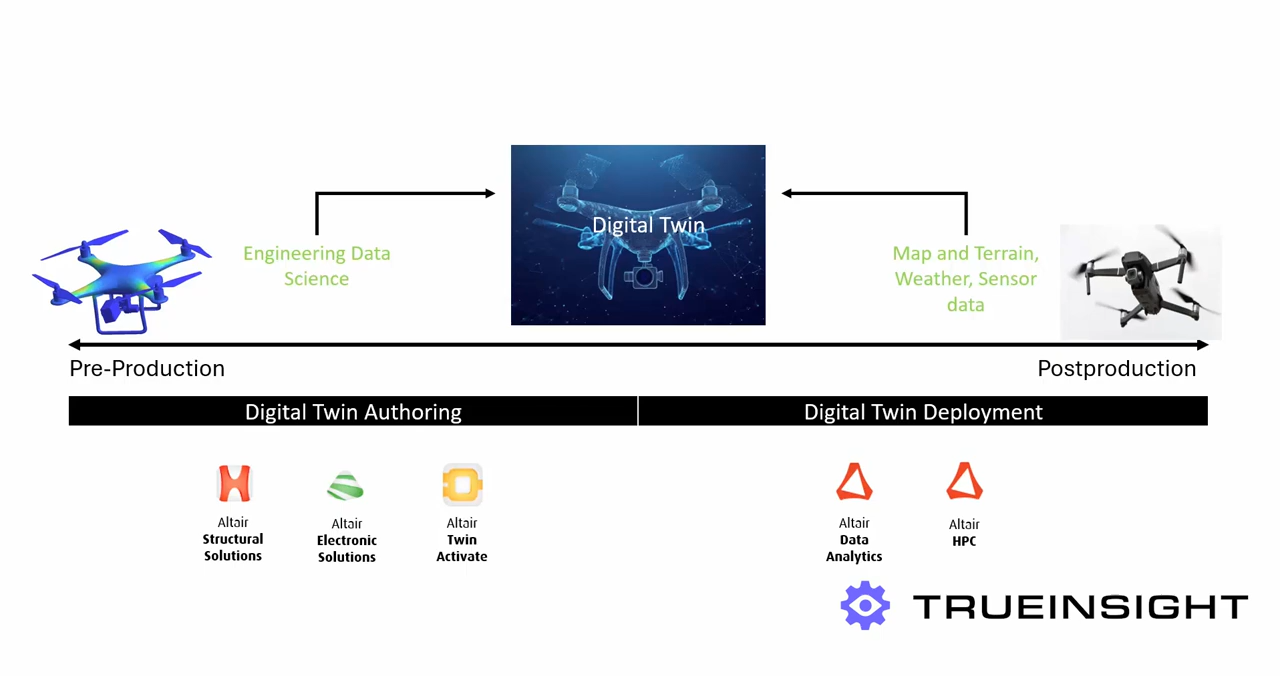 Digital Twin
Engineering Data
Science
Map and Terrain,
Weather, Sensor
data
Pre-Production
Postproduction
Digital Twin Authoring
Digital Twin Deployment
Altair
Structural
Solutions
Altair
Electronic
Solutions
Altair
Twin
Activate
Altair
Data
Analytics
Altair
HPC
TRUEINSIGHT